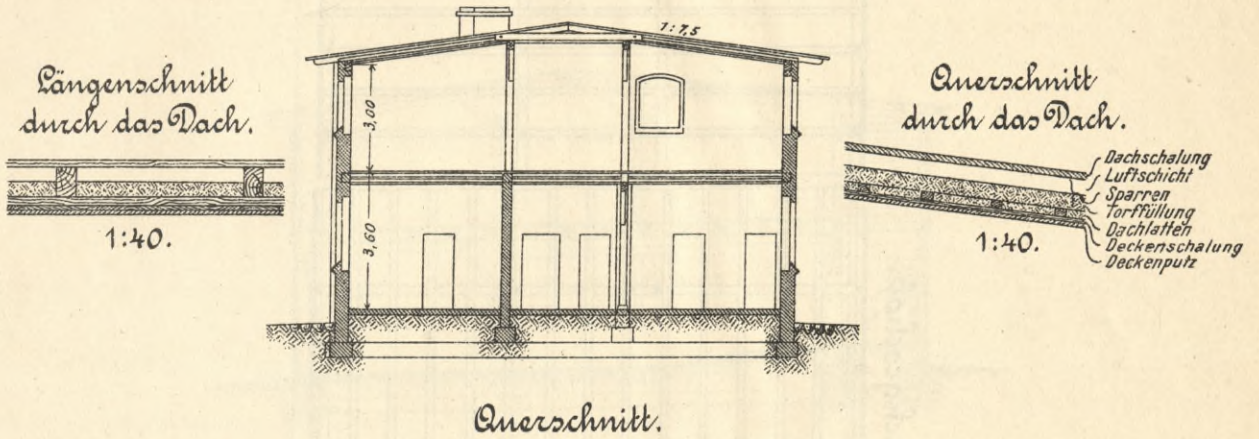 Längenschnitt
durch das Dach.
1:40.
1:7,5
3,00
3,60
Querschnitt
durch das Dach.
Dachschalung
Luftschicht
Sparren
Torffüllung
Dachlatten
Deckenschalung
Deckenputz
1:40.
Querschnitt.